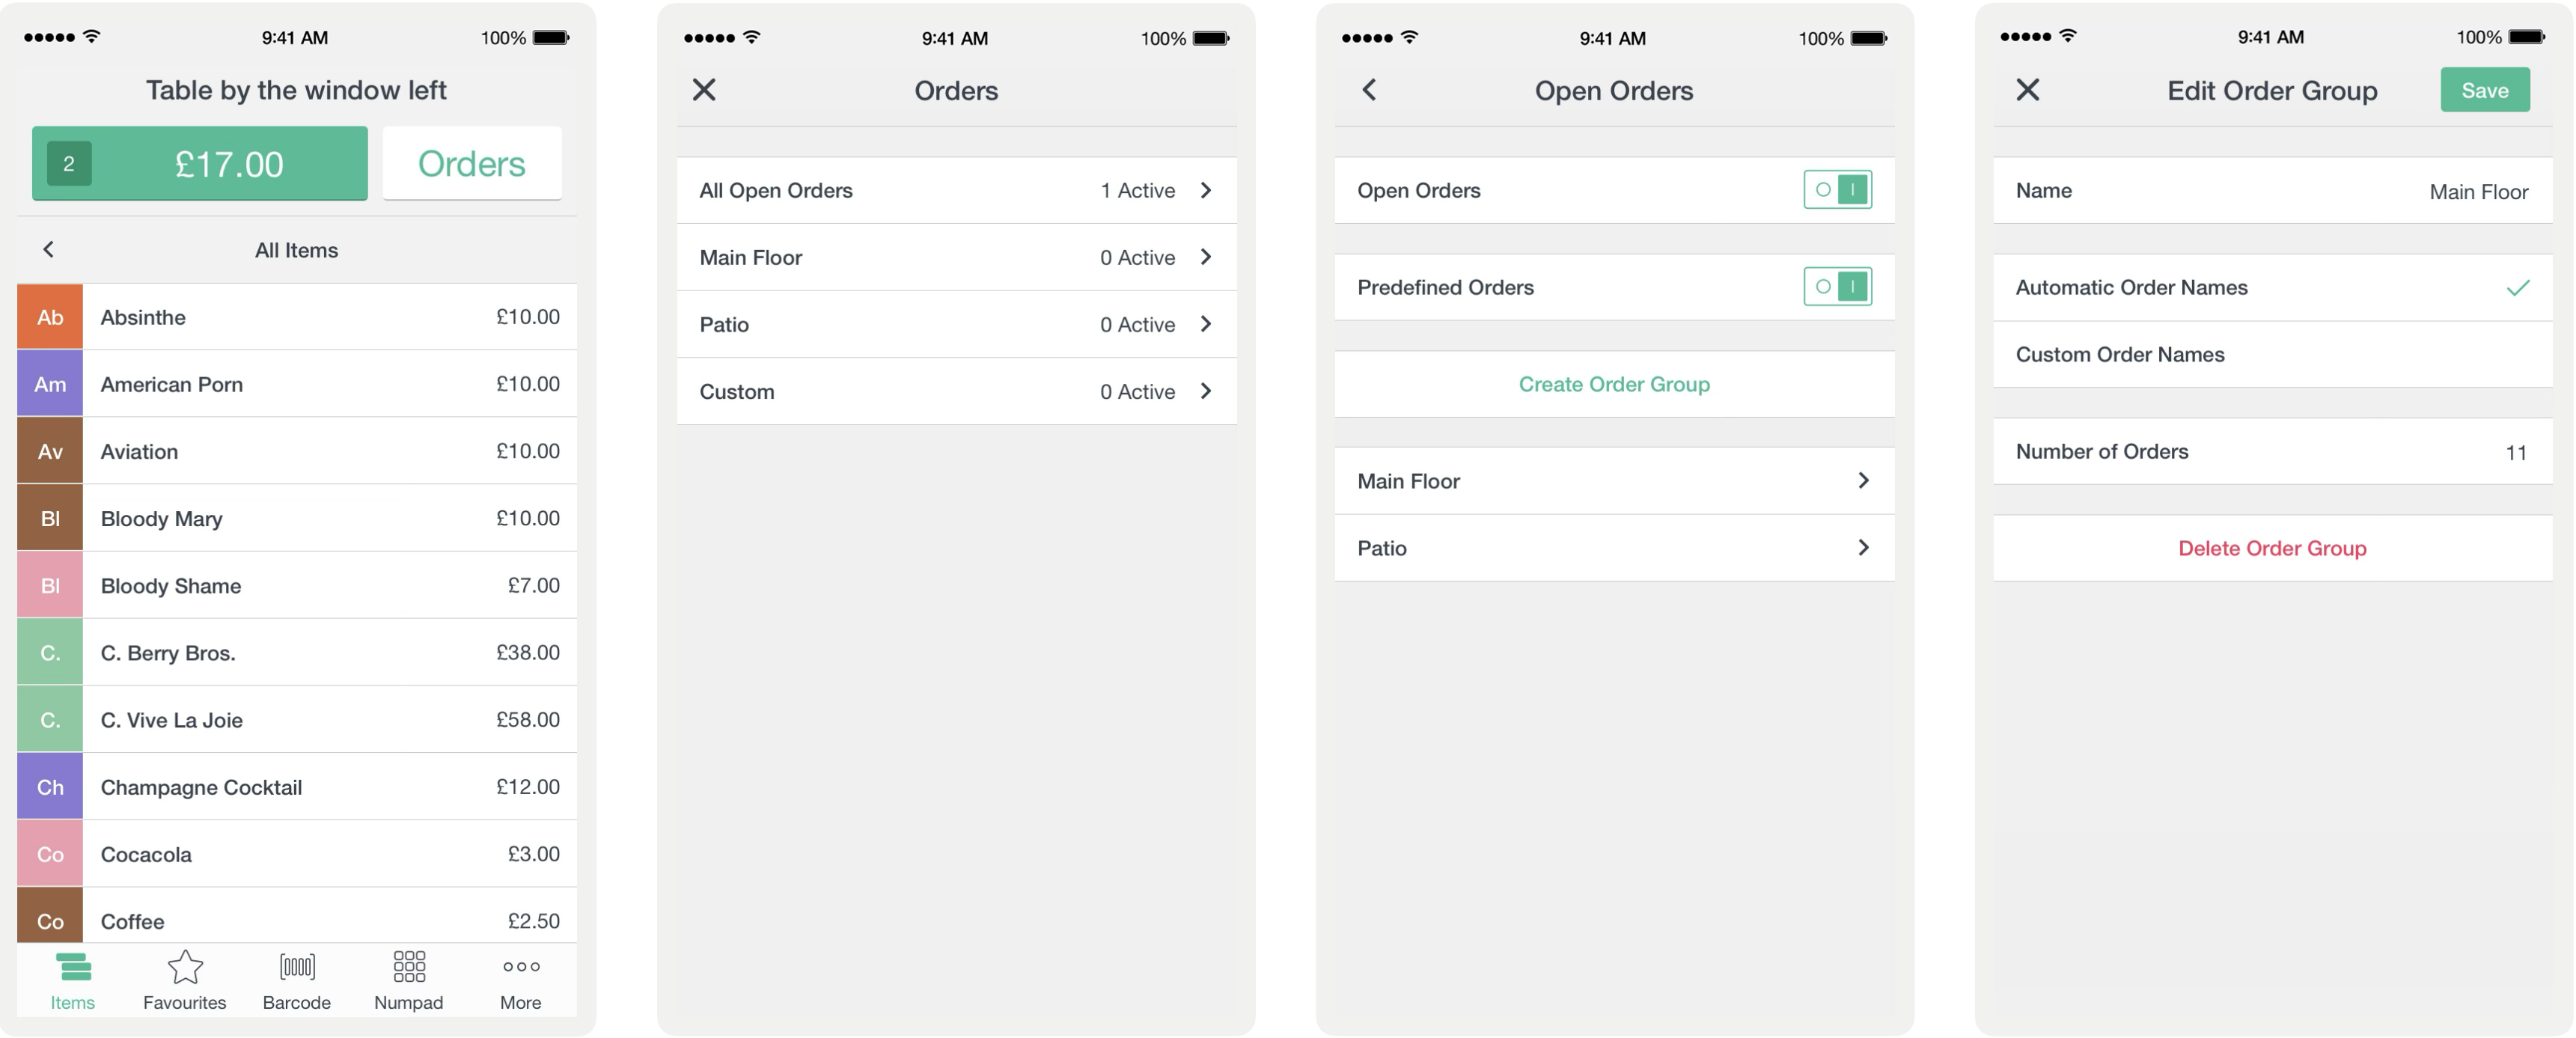 9:41 AM 100%
Table by the window left
2 £17.00 Orders
All Items
Ab Absinthe £10.00
Am American Porn £10.00
Av Aviation £10.00
Bl Bloody Mary £10.00
Bl Bloody Shame £7.00
C. C. Berry Bros. £38.00
C. C. Vive La Joie £58.00
Ch Champagne Cocktail £12.00
Co Cocacola £3.00
Co Coffee £2.50
Items Favourites Barcode Numpad More
9:41 AM 100%
Orders
All Open Orders 1 Active
Main Floor 0 Active
Patio 0 Active
Custom 0 Active
9:41 AM 100%
Open Orders
Open Orders
Predefined Orders
Create Order Group
Main Floor
Patio
9:41 AM 100%
Edit Order Group Save
Name Main Floor
Automatic Order Names
Custom Order Names
Number of Orders 11
Delete Order Group